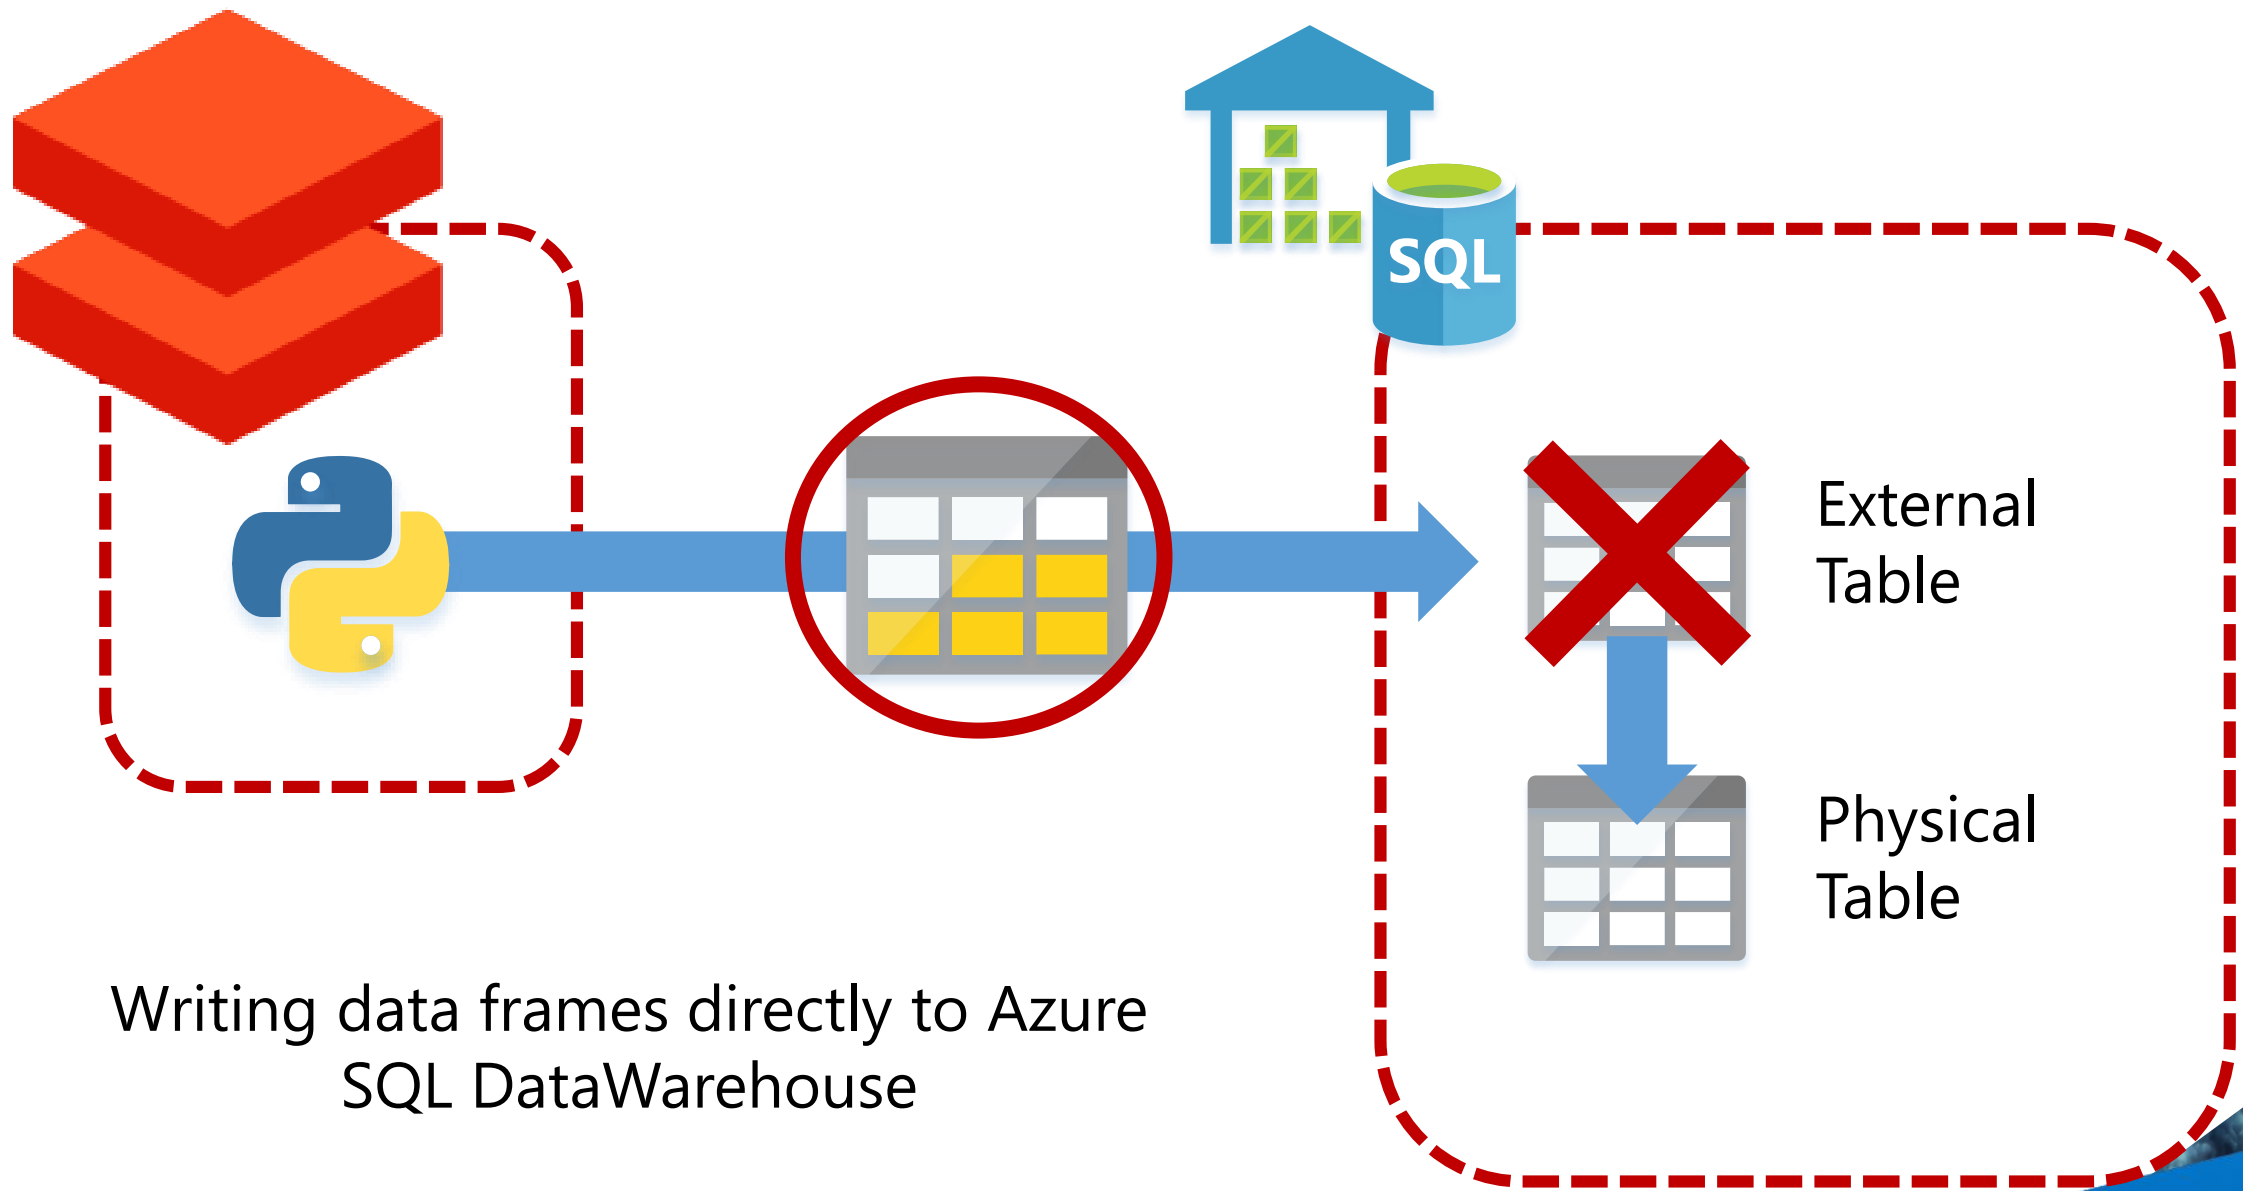 SQL
External
Table
Physical
Table
Writing data frames directly to Azure
SQL DataWarehouse